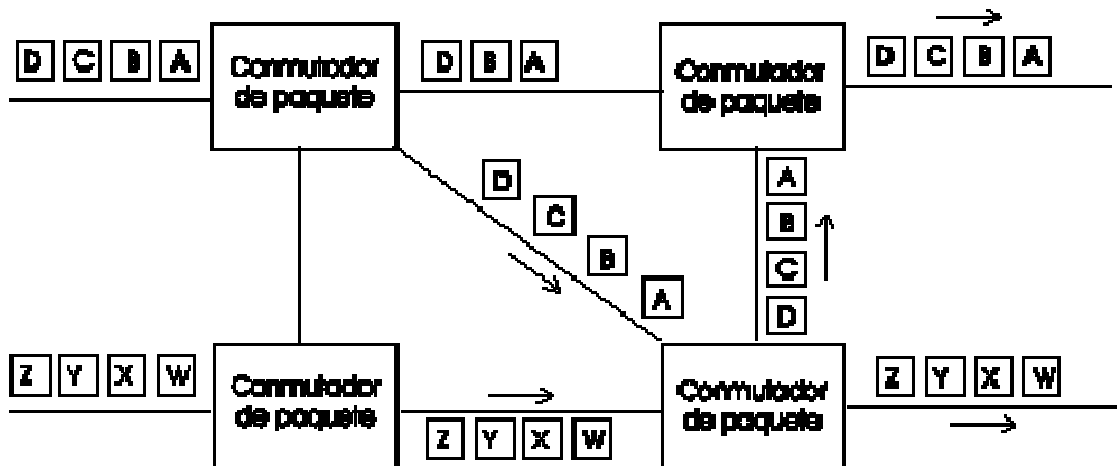 D C B A
Conmutador
de paquete
D B A
Conmutador
de paquete
D C B A
D
C
B
A
A
B
C
D
Z Y X W
Conmutador
de paquete
Z Y X W
Conmutador
de paquete
Z Y X W